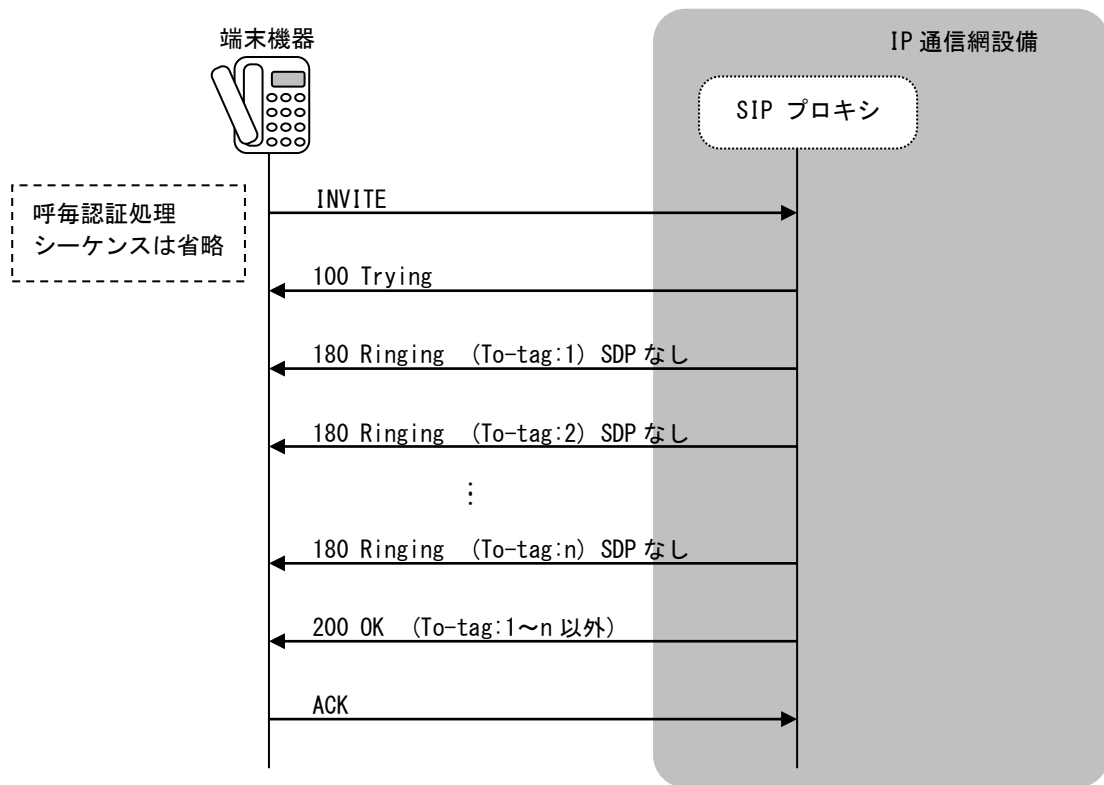 端末機器
IP 通信網設備
SIP プロキシ
呼毎認証処理
シーケンスは省略
INVITE
100 Trying
180 Ringing (To-tag:1) SDP なし
180 Ringing (To-tag:2) SDP なし
⋮
180 Ringing (To-tag:n) SDP なし
200 OK (To-tag:1～n 以外)
ACK